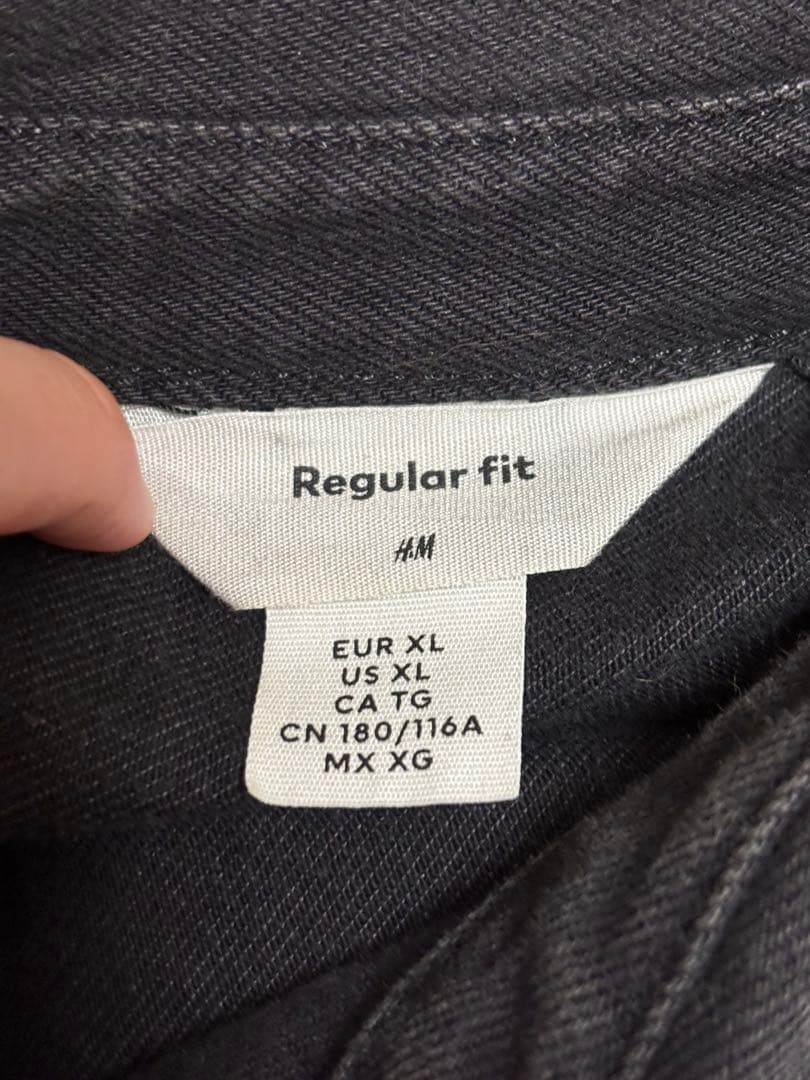 Regular fit
H&M
EUR XL
US XL
CA TG
CN 180/116A
MX XG